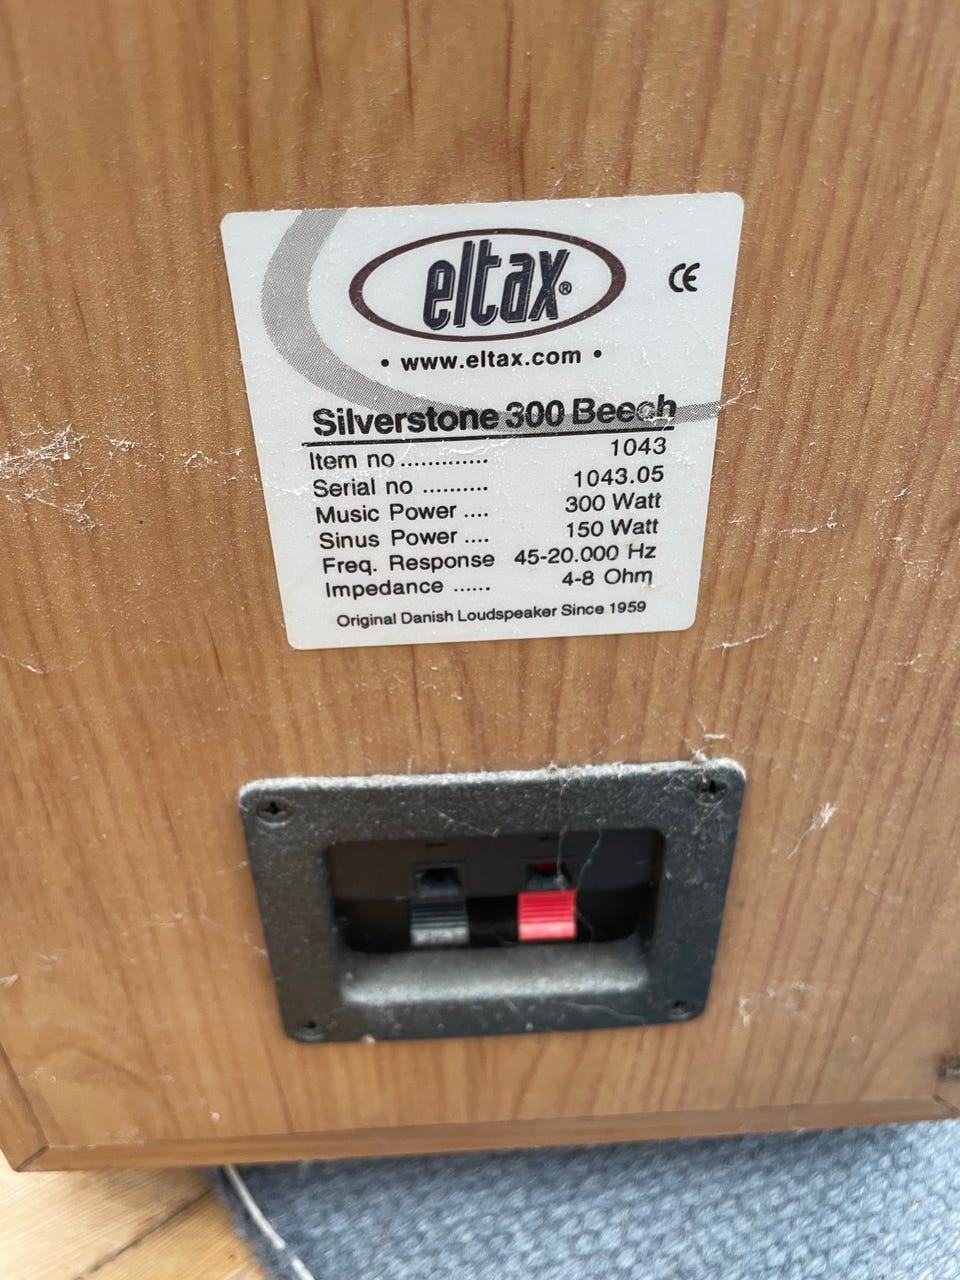 eltax®
CE
• www.eltax.com •
Silverstone 300 Beech
Item no ............. 1043
Serial no .......... 1043.05
Music Power .... 300 Watt
Sinus Power .... 150 Watt
Freq. Response 45-20.000 Hz
Impedance ...... 4-8 Ohm
Original Danish Loudspeaker Since 1959